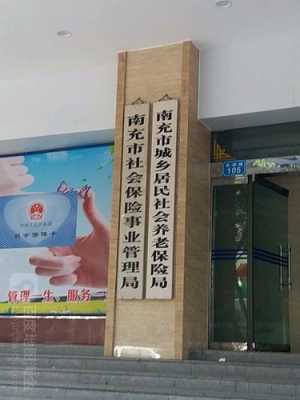 南充市社会保险事业管理局
南充市城乡居民社会养老保险局
105
管理一生、服务一